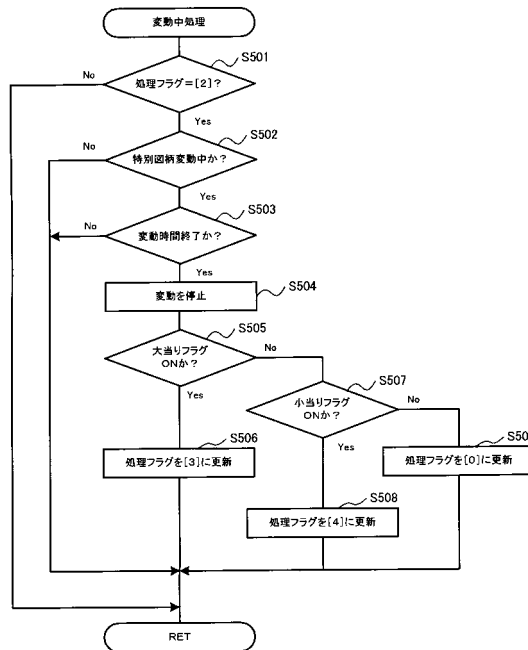 変動中処理
S501
No
処理フラグ=[2]?
Yes
S502
No
特別図柄変動中か?
Yes
S503
No
変動時間終了か?
Yes
S504
変動を停止
S505
大当りフラグ
ONか?
No
Yes
S507
小当りフラグ
ONか?
No
Yes
S506
処理フラグを[3]に更新
S50
処理フラグを[0]に更新
S508
処理フラグを[4]に更新
RET